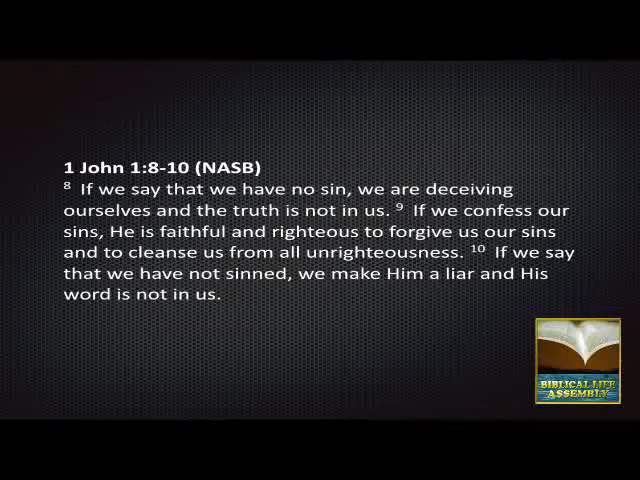 1 John 1:8-10 (NASB)
8 If we say that we have no sin, we are deceiving
ourselves and the truth is not in us. 9 If we confess our
sins, He is faithful and righteous to forgive us our sins
and to cleanse us from all unrighteousness. 10 If we say
that we have not sinned, we make Him a liar and His
word is not in us.
BIBLICAL LIFE
ASSEMBLY